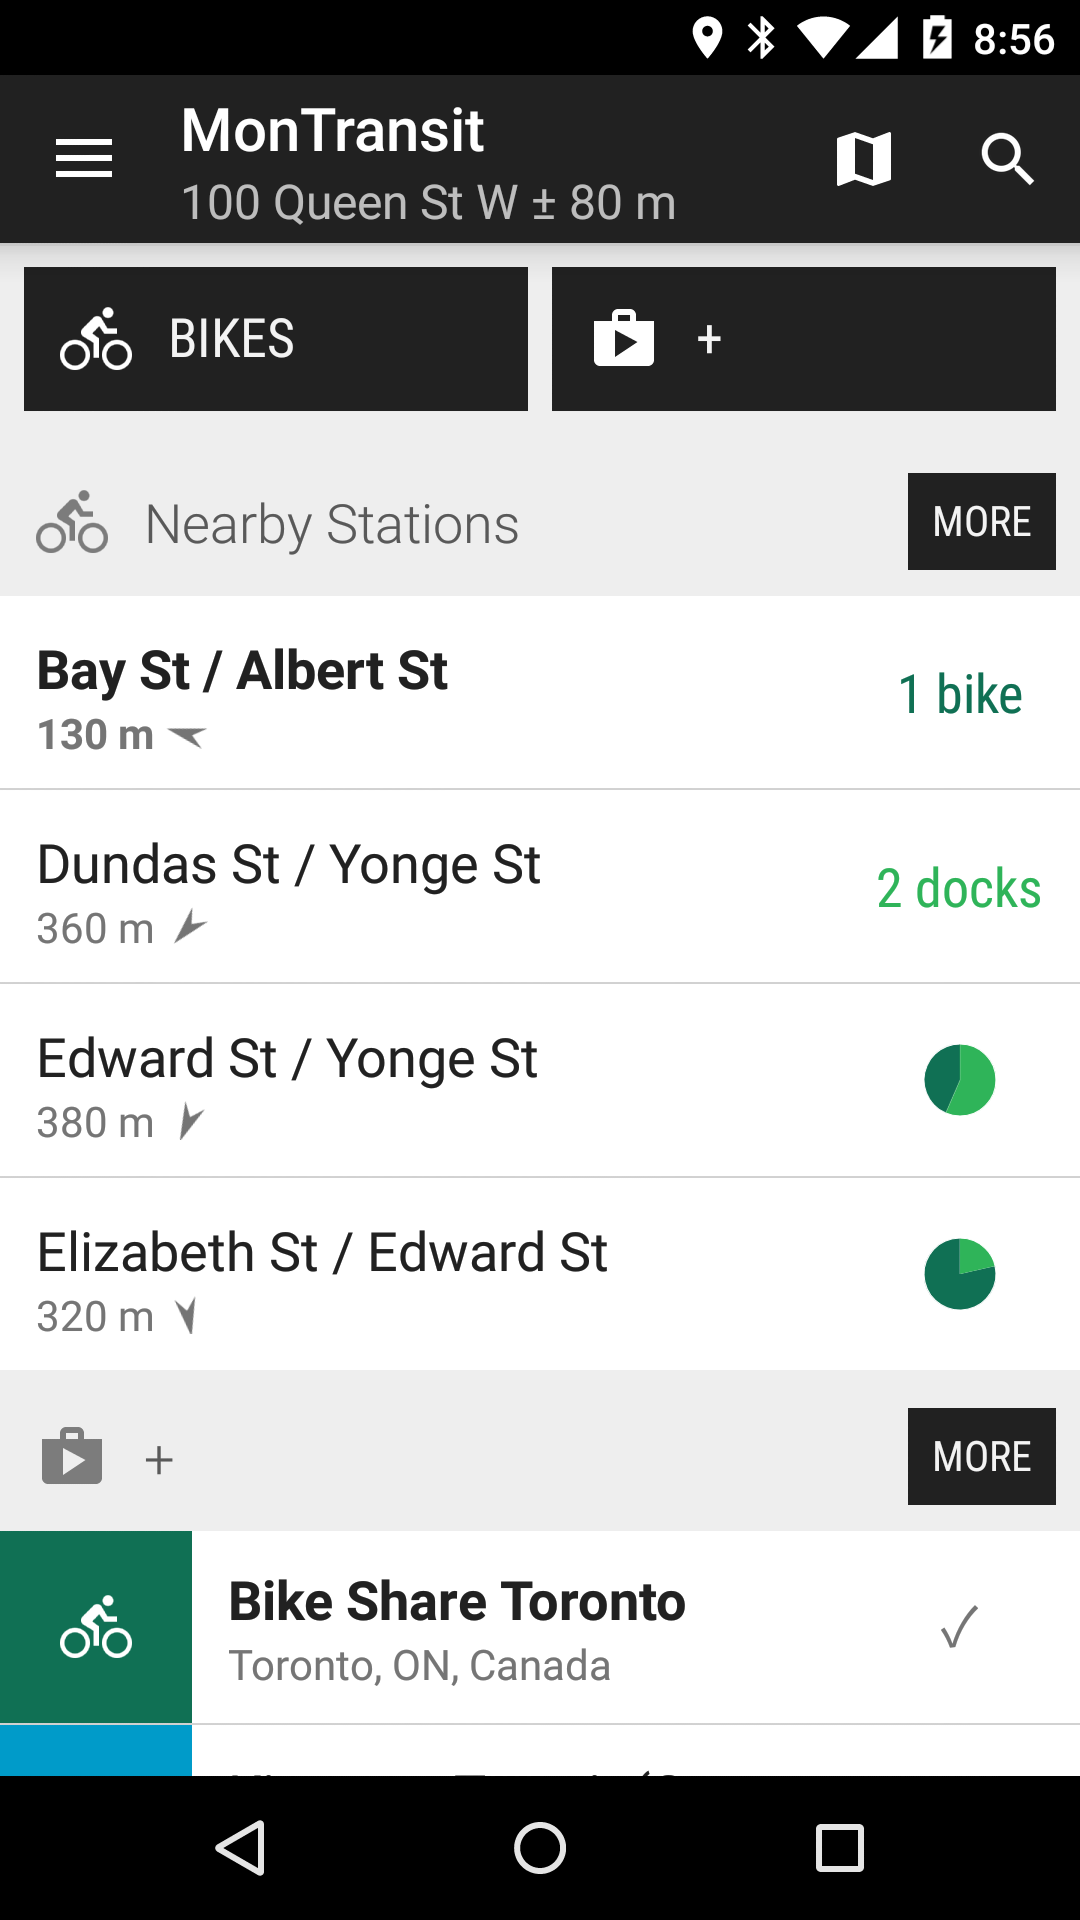 8:56
MonTransit
100 Queen St W ± 80 m
BIKES
+
Nearby Stations
MORE
Bay St / Albert St
1 bike
130 m
Dundas St / Yonge St
2 docks
360 m
Edward St / Yonge St
380 m
Elizabeth St / Edward St
320 m
+
MORE
Bike Share Toronto
Toronto, ON, Canada